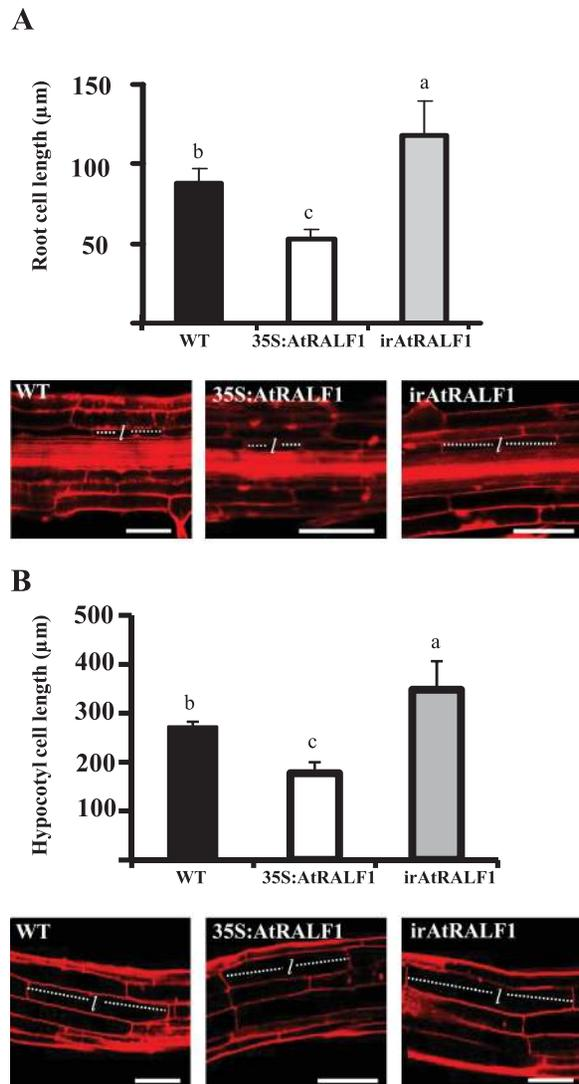 A
Root cell length (µm)
150
100
50
b
c
a
WT
35S:AtRALF1
irAtRALF1
WT
l
35S:AtRALF1
l
irAtRALF1
l
B
Hypocotyl cell length (µm)
500
400
300
200
100
b
c
a
WT
35S:AtRALF1
irAtRALF1
WT
l
35S:AtRALF1
l
irAtRALF1
l